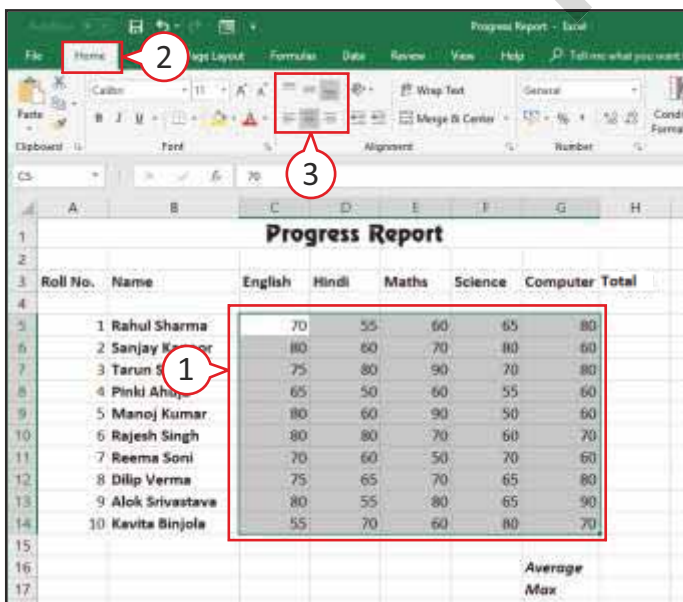 Progress Report - Excel
File Home Page Layout Formulas Data Review View Help Tell me what you want
2
Paste Calibri 11 A A Wrap Text General
B I U A Merge & Center % Cond
Forma
Clipboard Font Alignment Number
3
C5 fx 70
A B C D E F G H
1 Progress Report
2
3 Roll No. Name English Hindi Maths Science Computer Total
4
5 1 Rahul Sharma 70 55 60 65 80
6 2 Sanjay 80 60 70 80 60
7 3 Tarun 75 80 90 70 80
1
8 4 Pinki 65 50 60 55 60
9 5 Manoj Kumar 80 60 90 50 60
10 6 Rajesh Singh 80 80 70 60 70
11 7 Reema Soni 70 60 50 70 60
12 8 Dilip Verma 75 65 70 65 80
13 9 Alok Srivastava 80 55 80 65 90
14 10 Kavita Binjola 55 70 60 80 70
15
16 Average
17 Max